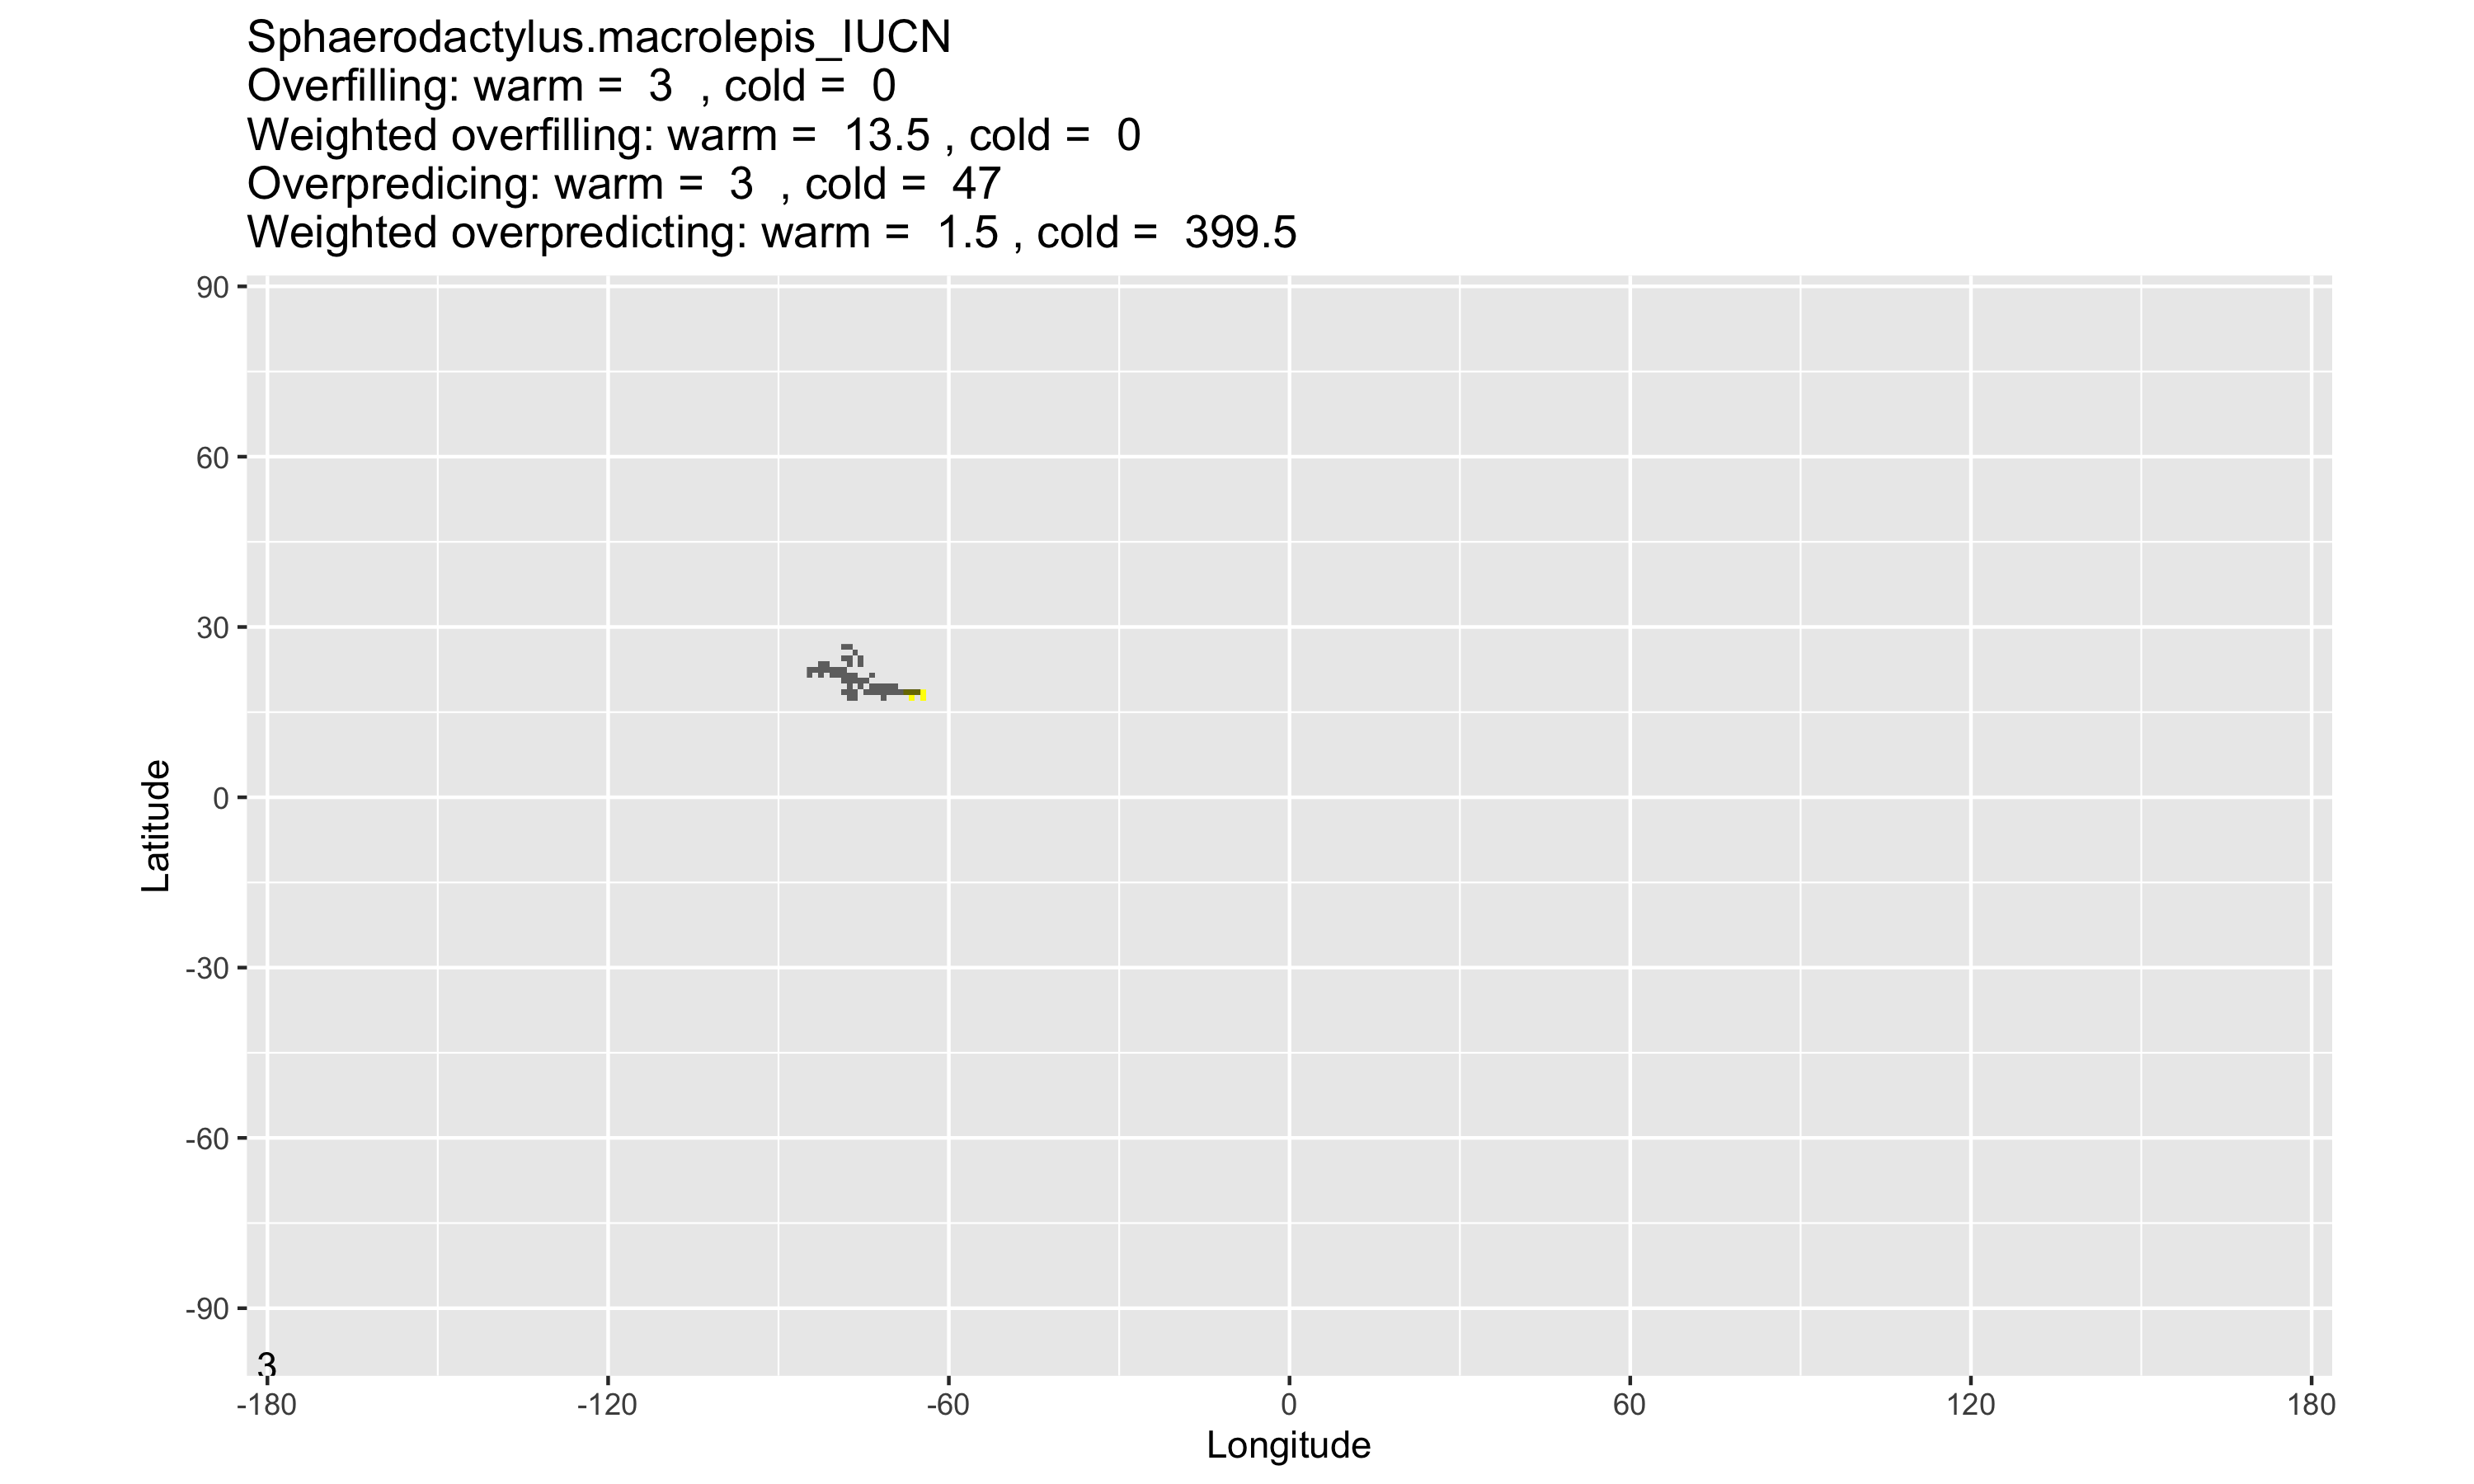 Sphaerodactylus.macrolepis_IUCN
Overfilling: warm =  3  , cold =  0
Weighted overfilling: warm =  13.5 , cold =  0
Overpredicing: warm =  3  , cold =  47
Weighted overpredicting: warm =  1.5 , cold =  399.5
90
60
30
0
-30
-60
-90
Latitude
3
-180
-120
-60
0
60
120
180
Longitude